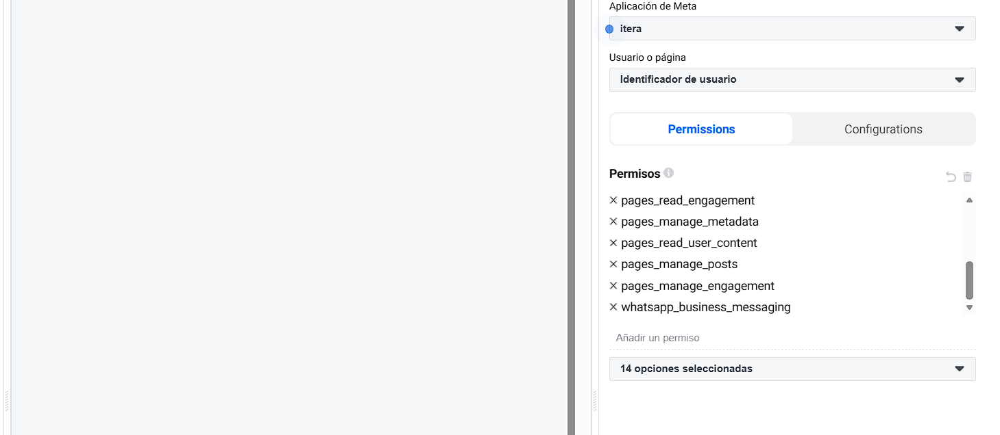 Aplicación de Meta
itera
Usuario o página
Identificador de usuario
Permissions
Configurations
Permisos
pages_read_engagement
pages_manage_metadata
pages_read_user_content
pages_manage_posts
pages_manage_engagement
whatsapp_business_messaging
Añadir un permiso
14 opciones seleccionadas